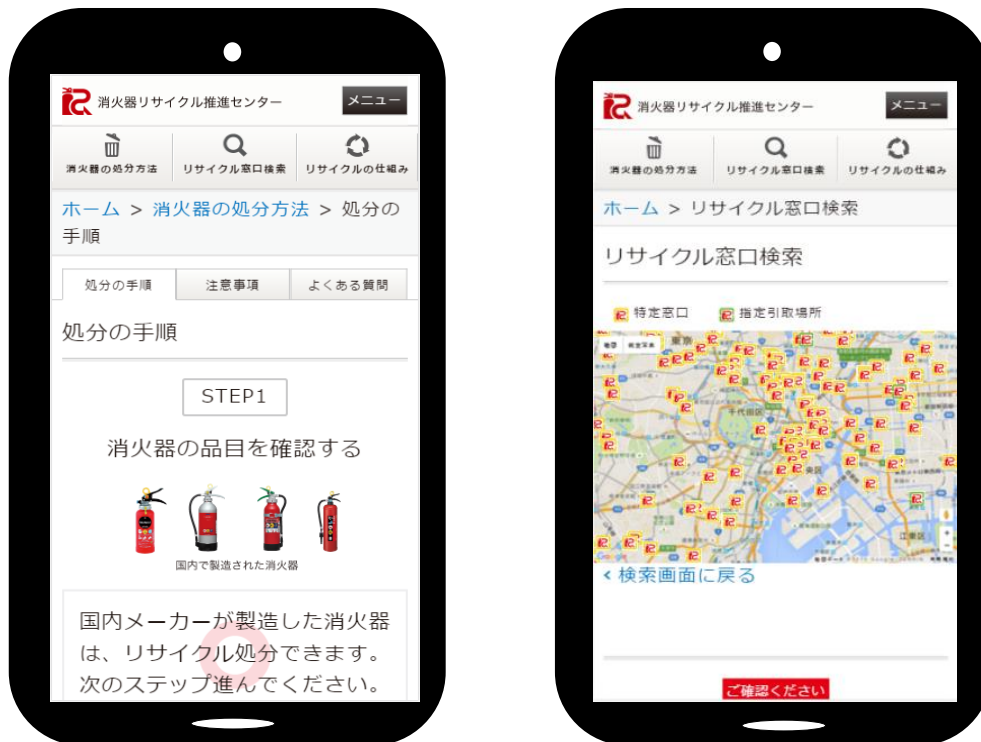 消火器リサイクル推進センター
メニュー
消火器の処分方法
リサイクル窓口検索
リサイクルの仕組み
ホーム > 消火器の処分方法 > 処分の
手順
処分の手順
注意事項
よくある質問
処分の手順
STEP1
消火器の品目を確認する
国内で製造された消火器
国内メーカーが製造した消火器
は、リサイクル処分できます。
次のステップ進んでください。
消火器リサイクル推進センター
メニュー
消火器の処分方法
リサイクル窓口検索
リサイクルの仕組み
ホーム > リサイクル窓口検索
リサイクル窓口検索
特定窓口
指定引取場所
地図
航空写真
東京
千代田区
江東区
Google
< 検索画面に戻る
ご確認ください